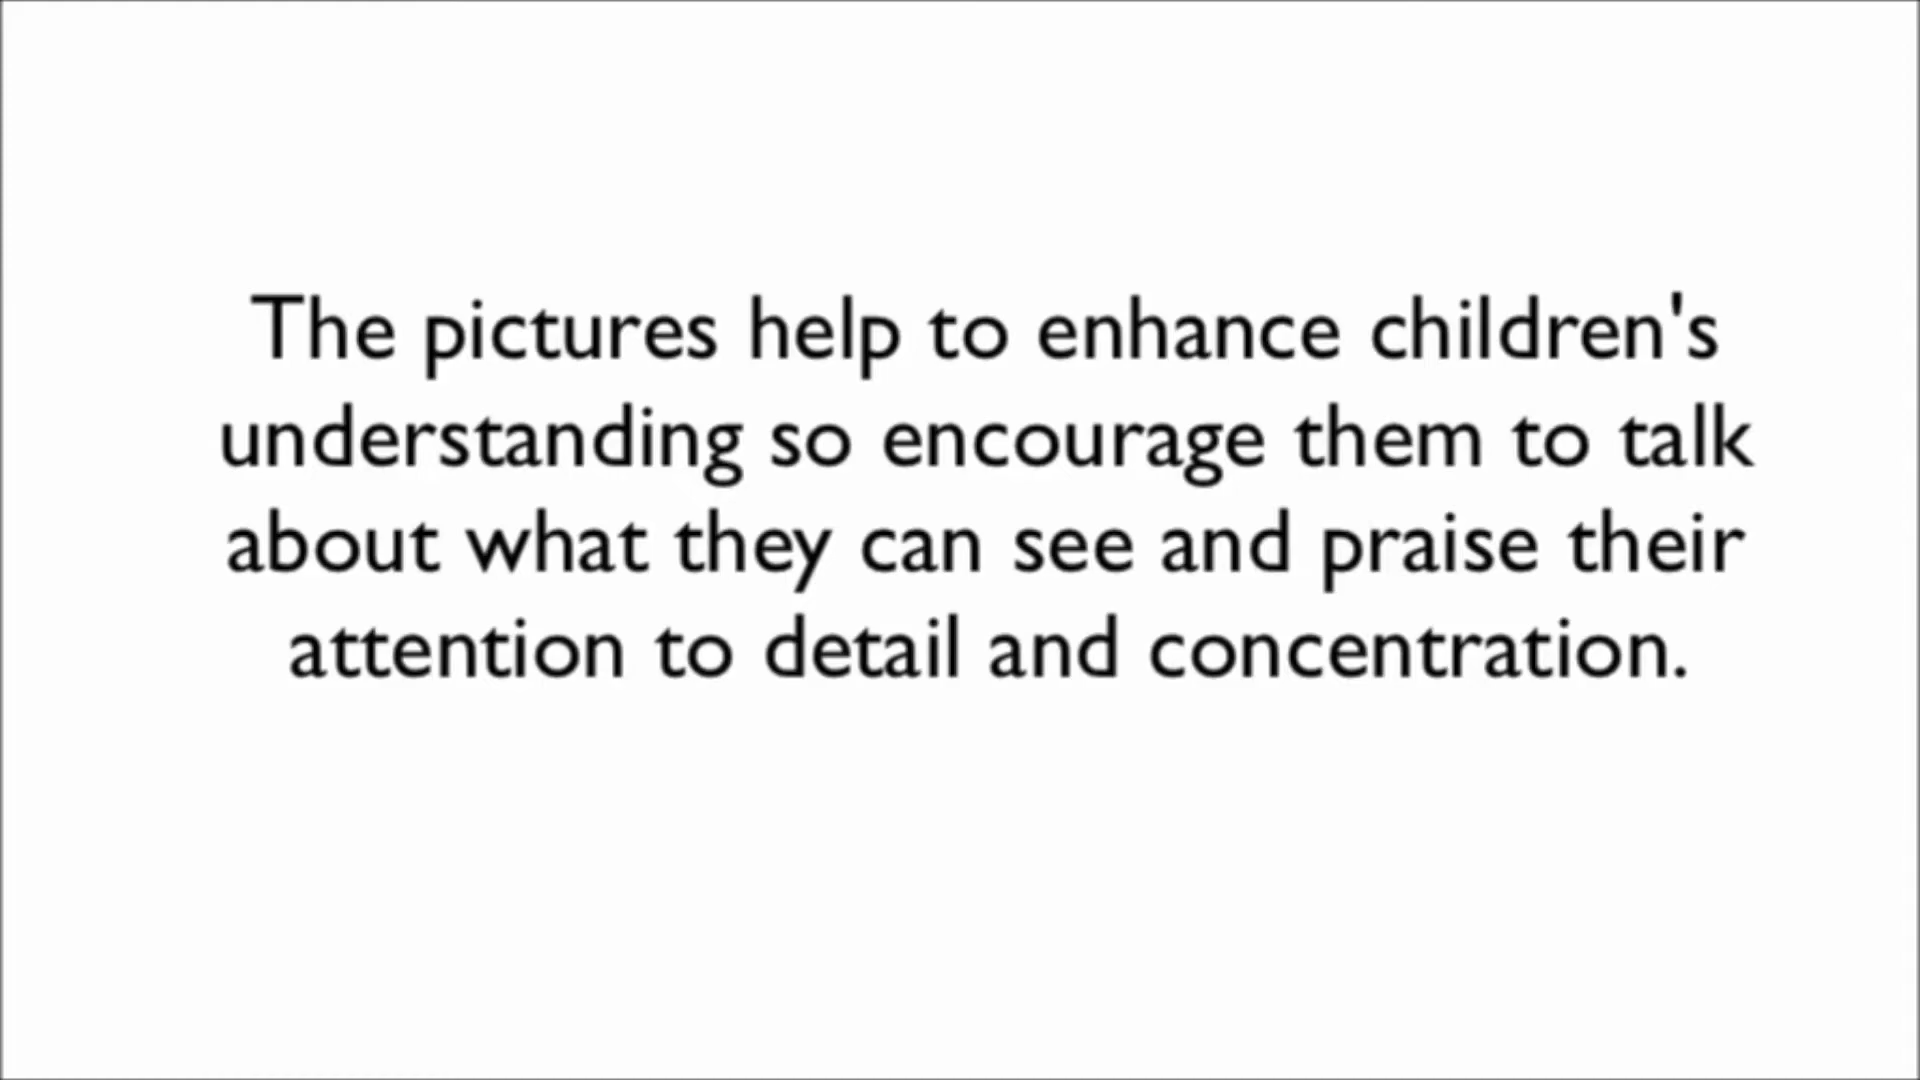 The pictures help to enhance children's
understanding so encourage them to talk
about what they can see and praise their
attention to detail and concentration.